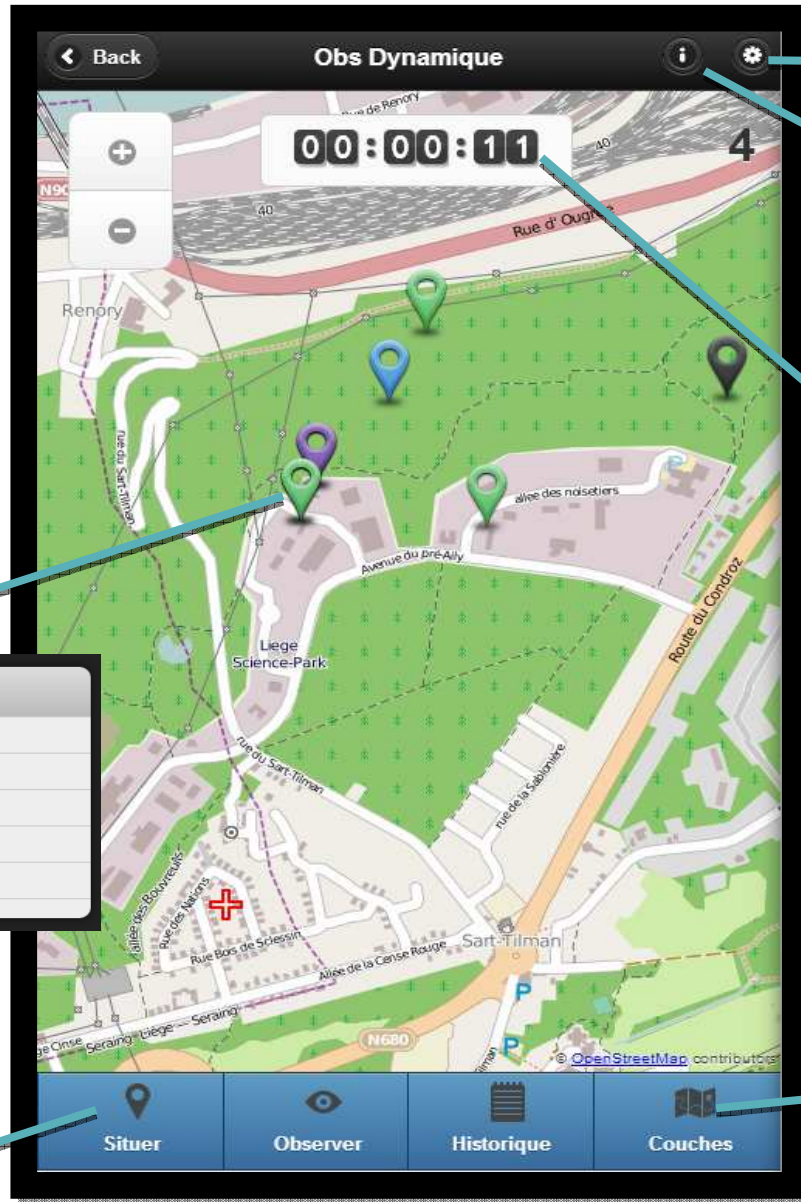 Back
Obs Dynamique
i
Rue de Renory
00:00:11
4
40
N90
40
Rue d' Ougrée
Renory
rue du Sart-Tilman
allee des noisetiers
Avenue du pré-Aily
Route du Condroz
Liege
Science-Park
rue du Sart-Tilman
rue de la Sablonière
allée des Bouvreuils
Rue des Nations
Rue Bois de Sclessin
Allée de la Cense Rouge
Sart-Tilman
P
P
P
Seraing
Liège — Seraing
N680
© OpenStreetMap contributors
Situer
Observer
Historique
Couches